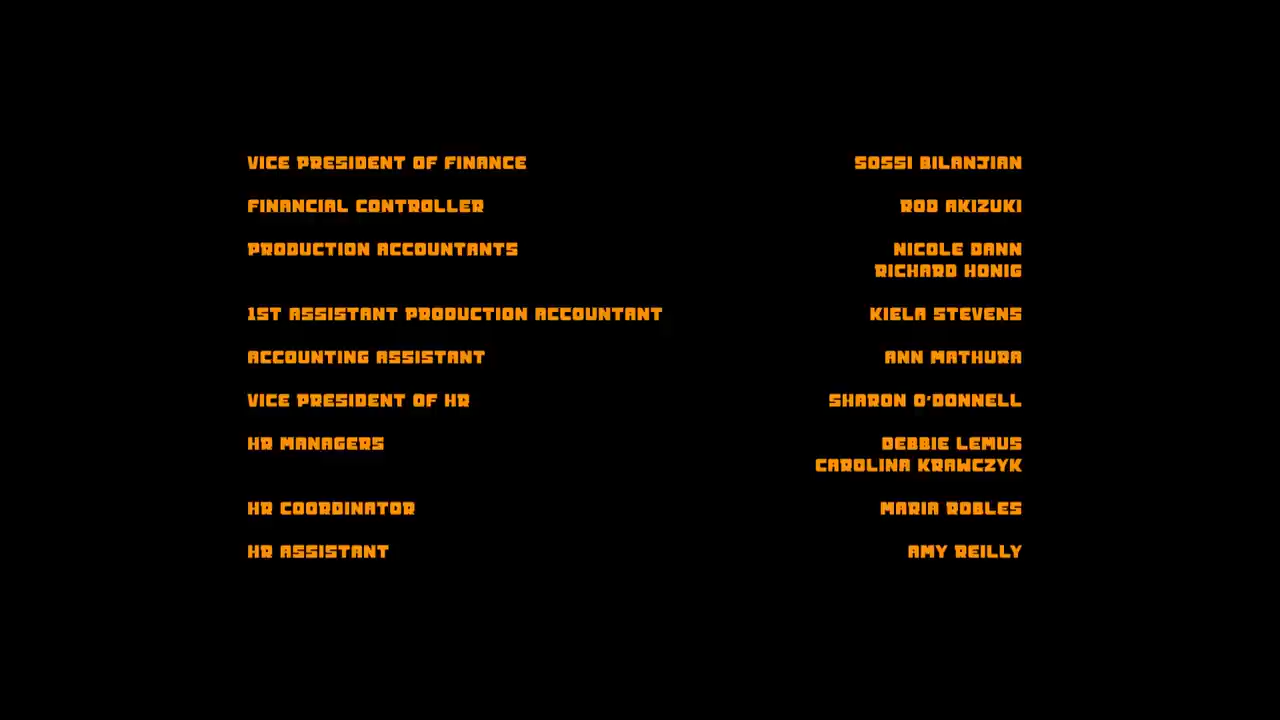 VICE PRESIDENT OF FINANCE SOSSI BILANJIAN
FINANCIAL CONTROLLER ROD AKIZUKI
PRODUCTION ACCOUNTANTS NICOLE DANN
RICHARD HONIG
1ST ASSISTANT PRODUCTION ACCOUNTANT KIELA STEVENS
ACCOUNTING ASSISTANT ANN MATHURA
VICE PRESIDENT OF HR SHARON O'DONNELL
HR MANAGERS DEBBIE LEMUS
CAROLINA KRAWCZYK
HR COORDINATOR MARIA ROBLES
HR ASSISTANT AMY REILLY